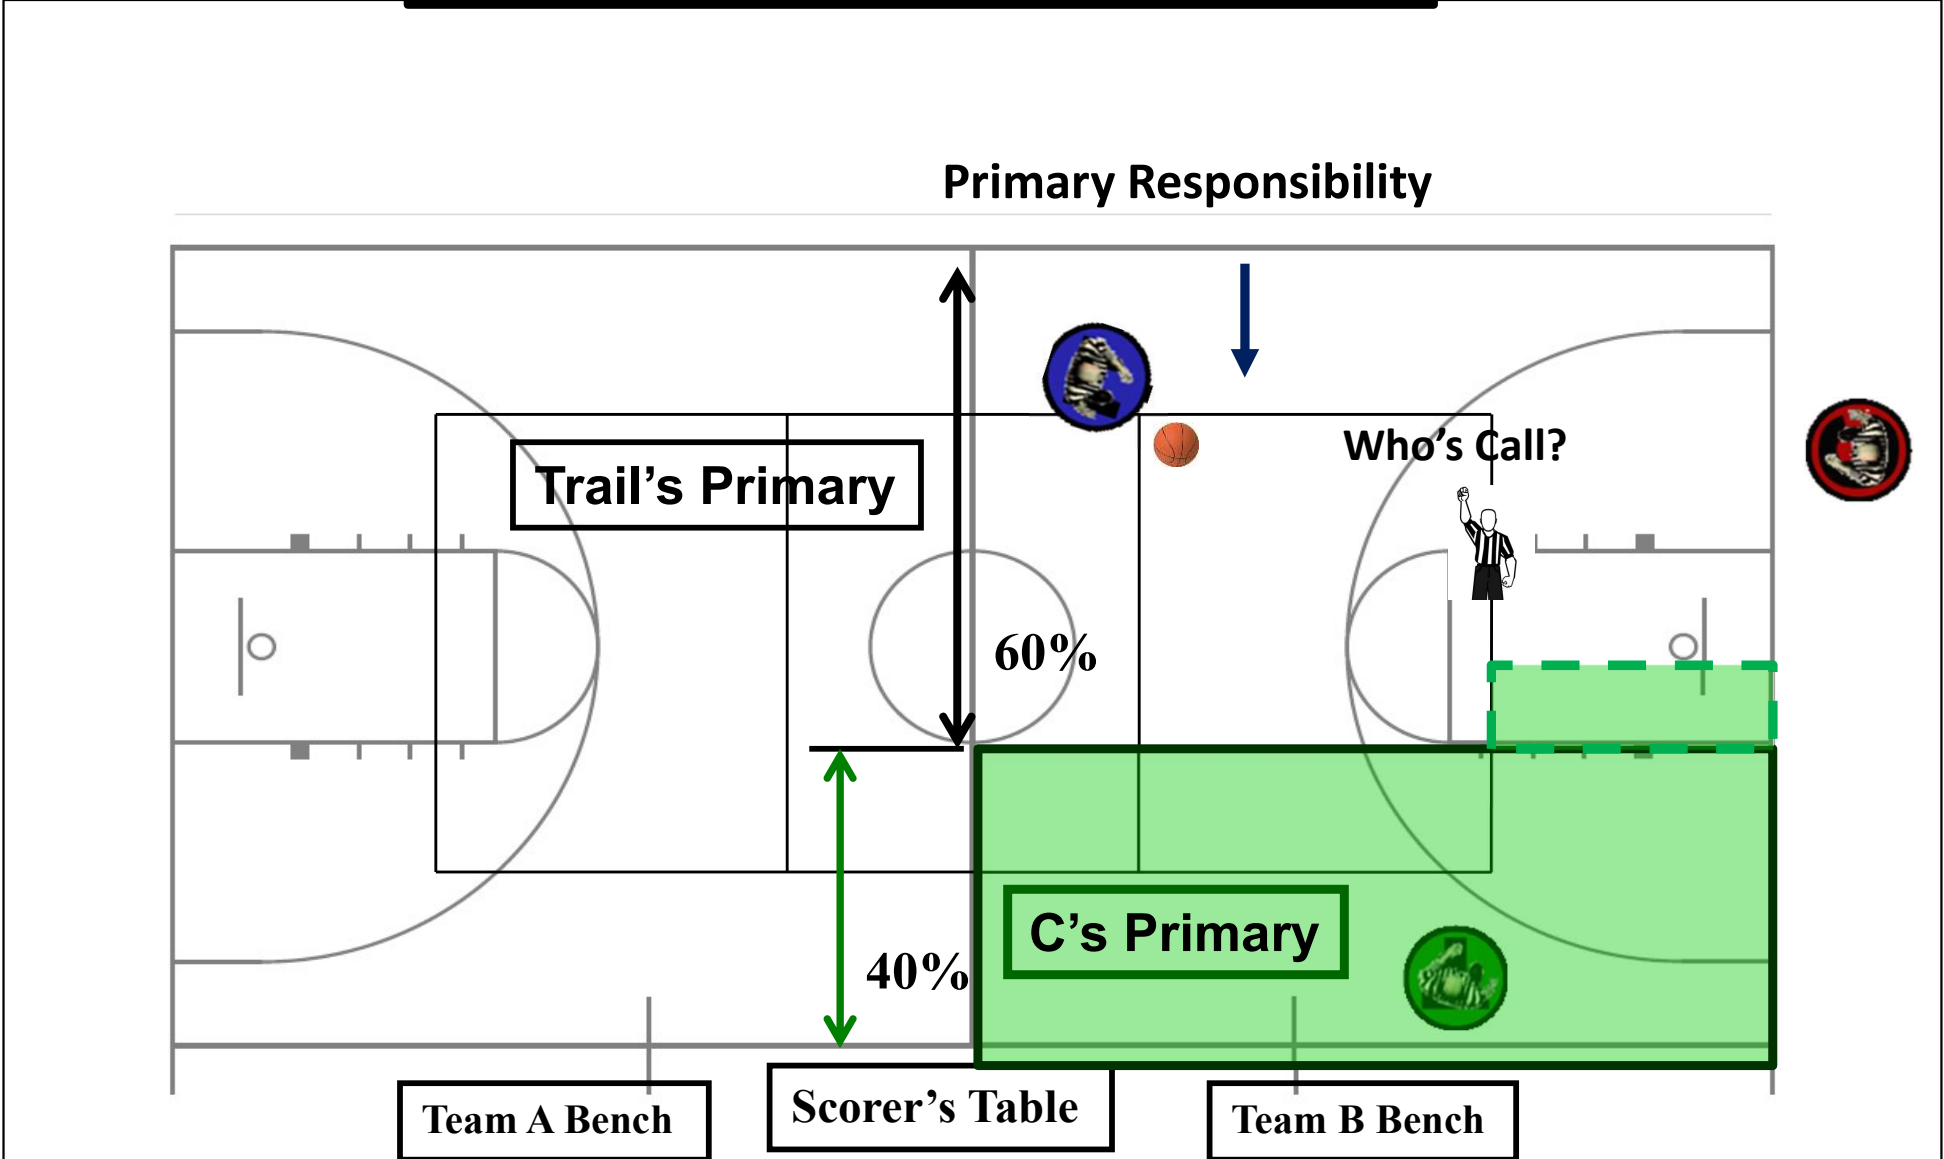 Primary Responsibility
Who’s Call?
Trail’s Primary
60%
C’s Primary
40%
Scorer’s Table
Team A Bench
Team B Bench